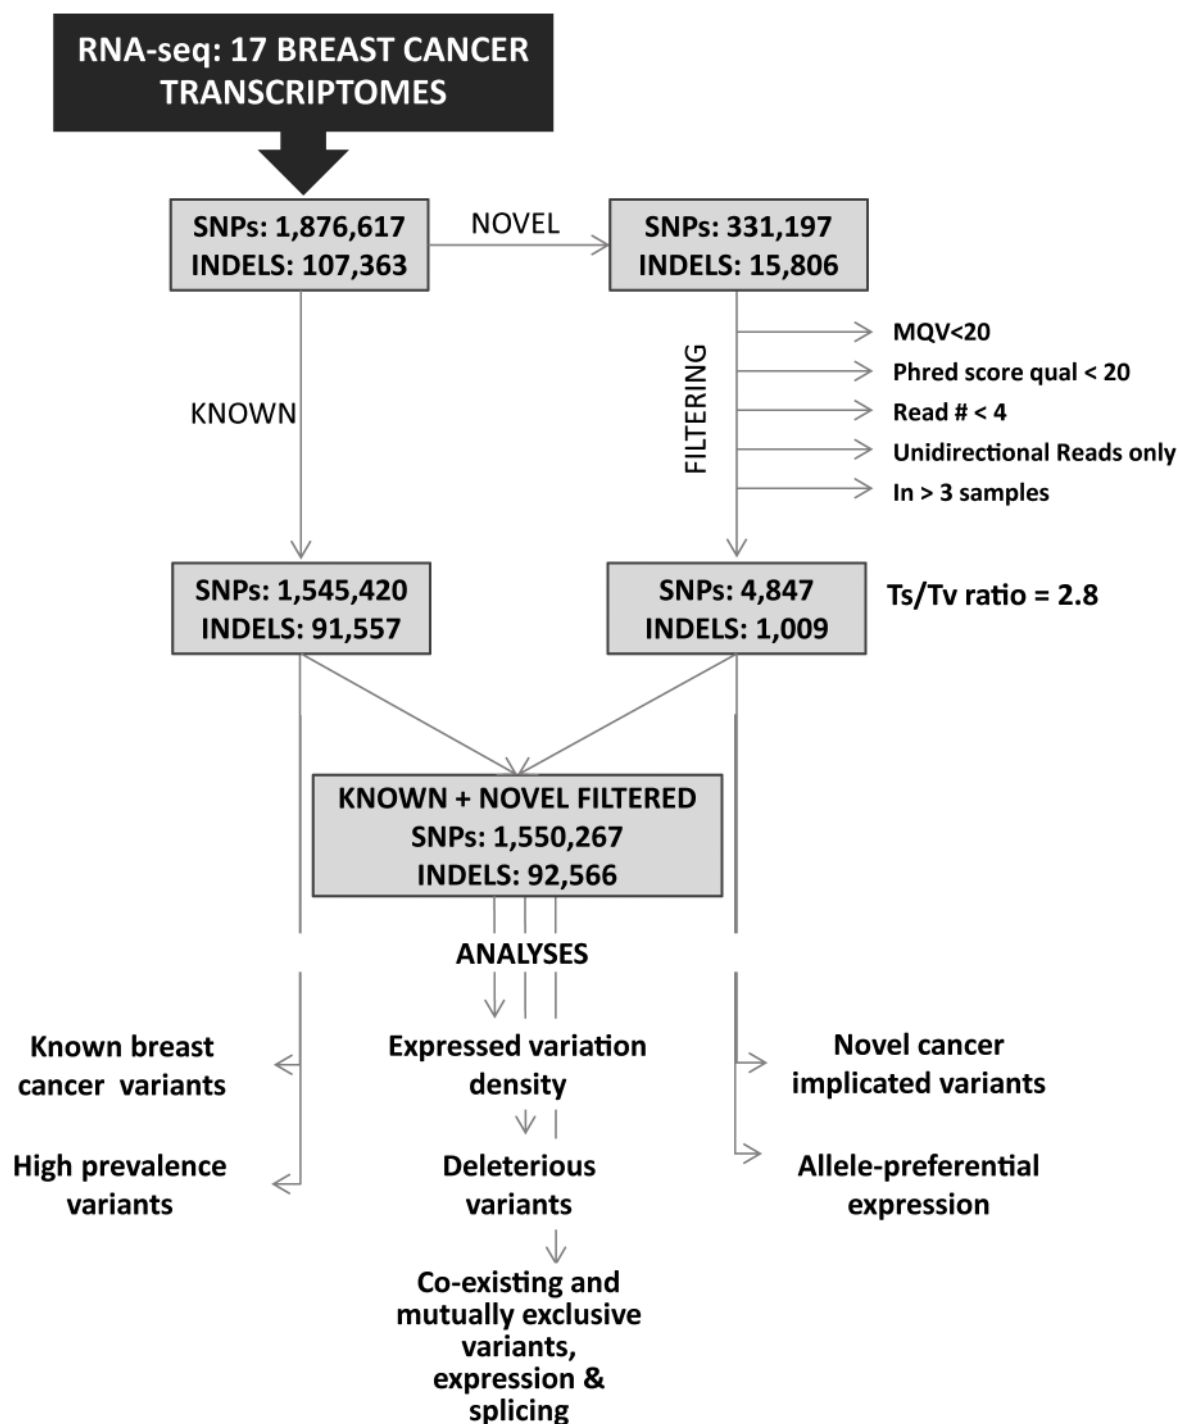 RNA-seq: 17 BREAST CANCER
TRANSCRIPTOMES
SNPs: 1,876,617
INDELS: 107,363
NOVEL
SNPs: 331,197
INDELS: 15,806
KNOWN
FILTERING
MQV<20
Phred score qual < 20
Read # < 4
Unidirectional Reads only
In > 3 samples
SNPs: 1,545,420
INDELS: 91,557
SNPs: 4,847
INDELS: 1,009
Ts/Tv ratio = 2.8
KNOWN + NOVEL FILTERED
SNPs: 1,550,267
INDELS: 92,566
ANALYSES
Known breast
cancer variants
High prevalence
variants
Expressed variation
density
Deleterious
variants
Co-existing and
mutually exclusive
variants,
expression &
splicing
Novel cancer
implicated variants
Allele-preferential
expression